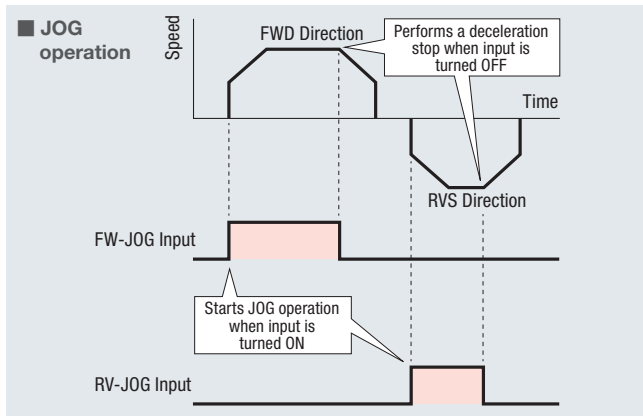 ■ JOG
operation
Speed
FWD Direction
Performs a deceleration
stop when input is
turned OFF
Time
RVS Direction
FW-JOG Input
Starts JOG operation
when input is
turned ON
RV-JOG Input